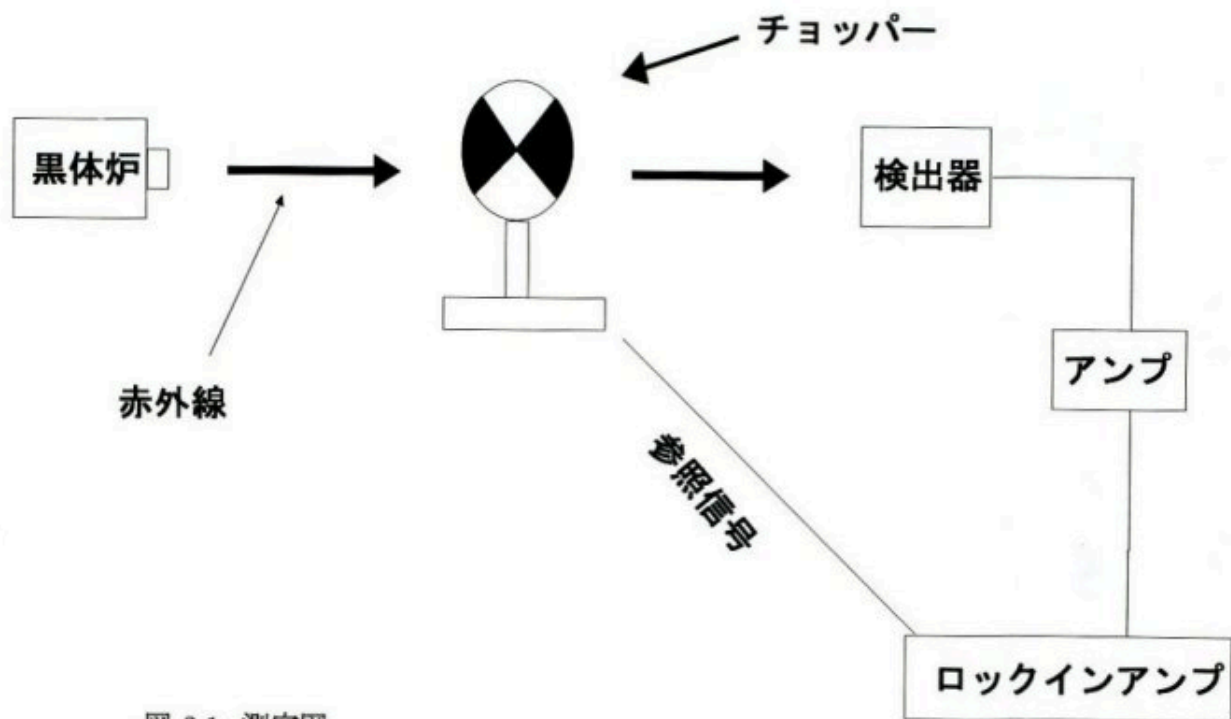 チョッパー
黒体炉
検出器
アンプ
赤外線
参照信号
ロックインアンプ